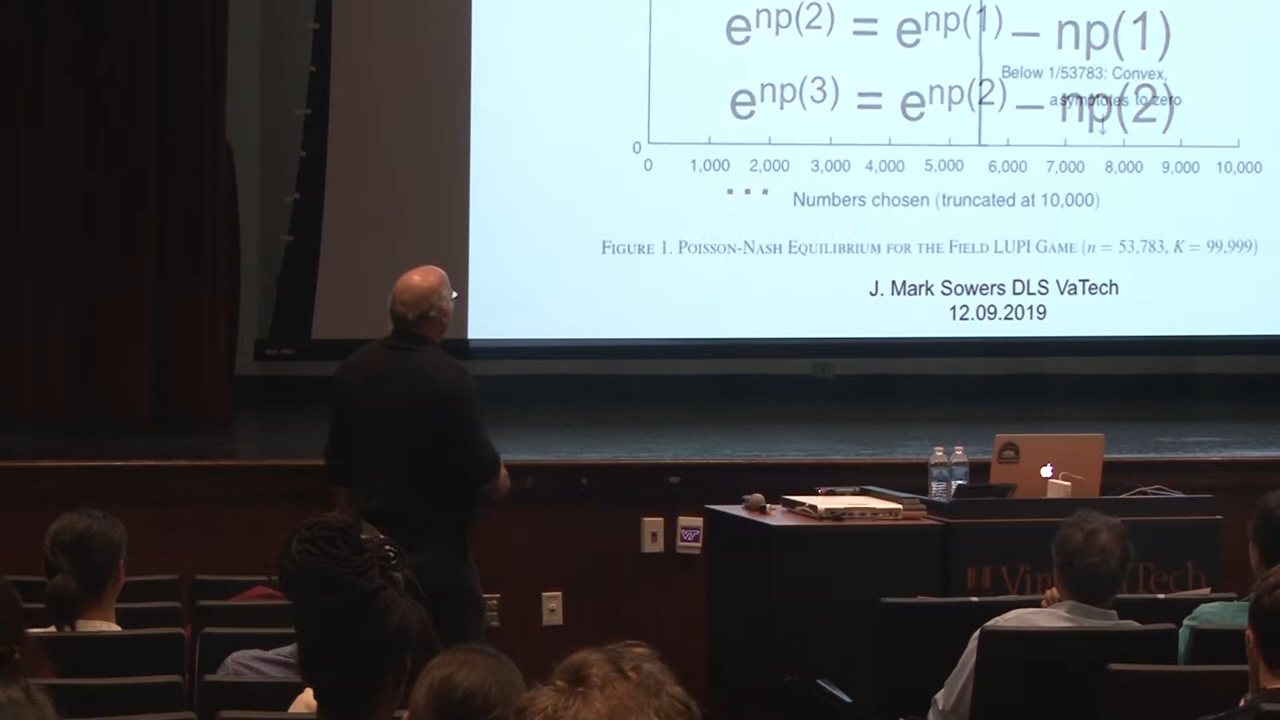 e^np(2) = e^np(1) – np(1)
Below 1/53783: Convex,
asymptotes to zero
e^np(3) = e^np(2) – np(2)
0
0 1,000 2,000 3,000 4,000 5,000 6,000 7,000 8,000 9,000 10,000
...
Numbers chosen (truncated at 10,000)
FIGURE 1. POISSON-NASH EQUILIBRIUM FOR THE FIELD LUPI GAME (n = 53,783, K = 99,999)
J. Mark Sowers DLS VaTech
12.09.2019
VT
Virginia Tech